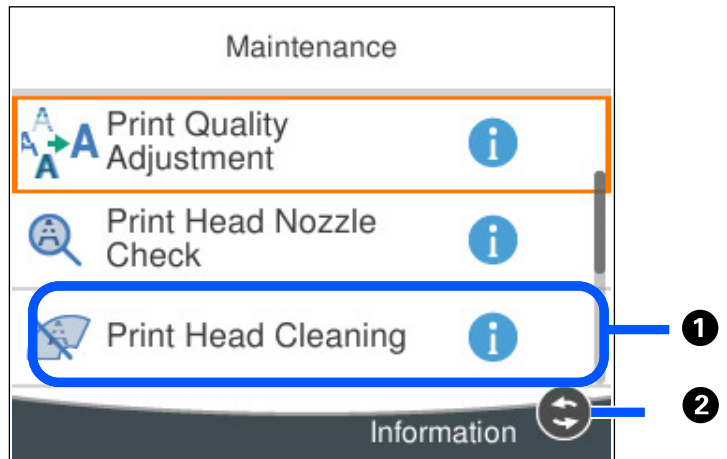 Maintenance
Print Quality
Adjustment
i
Print Head Nozzle
Check
i
Print Head Cleaning
i
1
Information
2